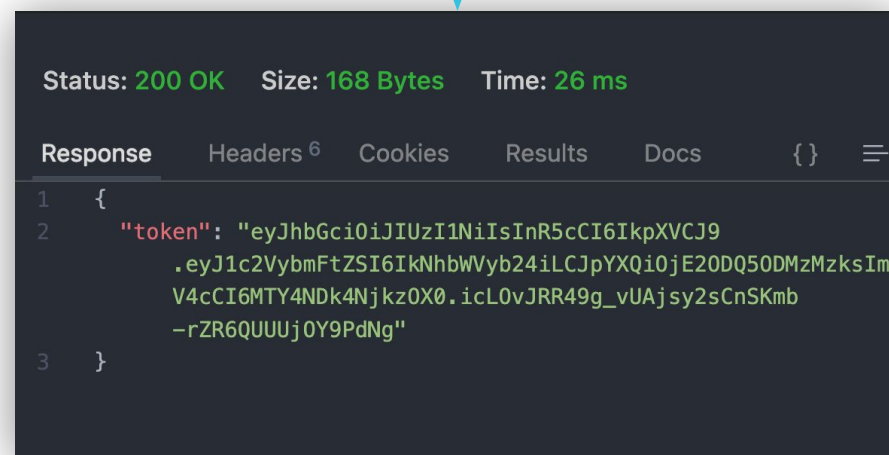 Status: 200 OK Size: 168 Bytes Time: 26 ms
Response Headers 6 Cookies Results Docs {}
1 {
2 "token": "eyJhbGciOiJIUzI1NiIsInR5cCI6IkpXVCJ9
.eyJ1c2VybmFtZSI6IkNhbWVyb24iLCJpYXQiOjE2ODQ5ODMzMzksIm
V4cCI6MTY4NDk4NjkzOX0.icLOvJRR49g_vUAjsy2sCnSKmb
-rZR6QUUUjOY9PdNg"
3 }